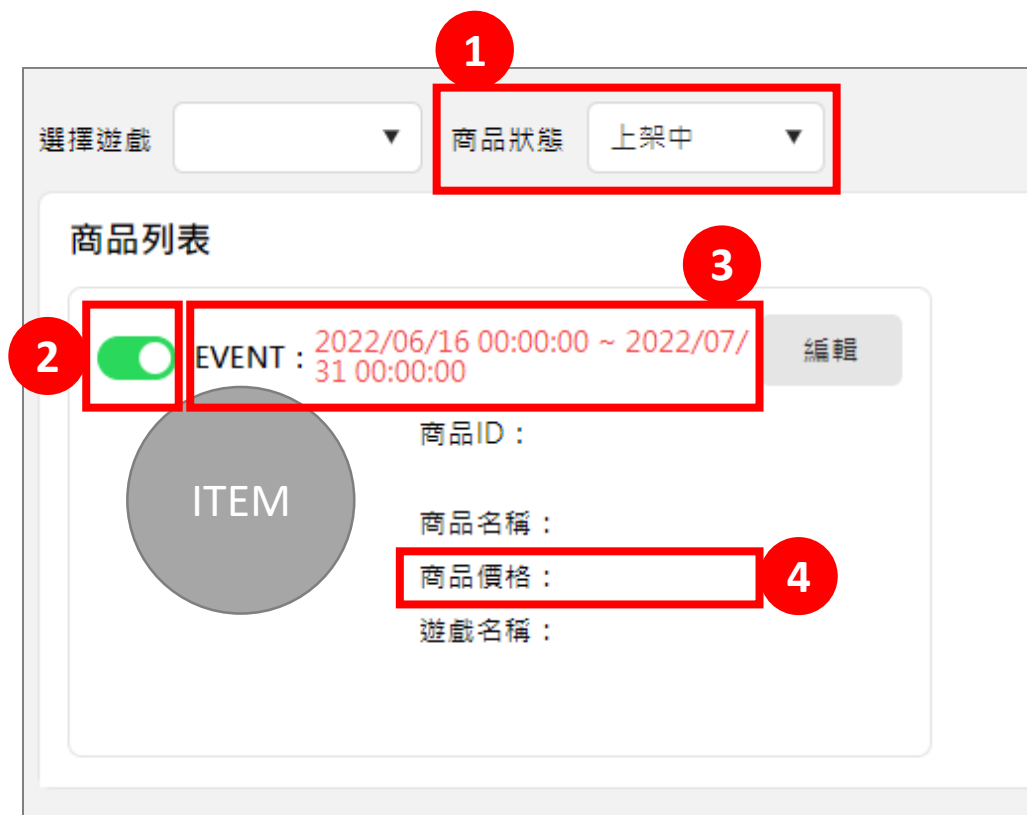 1
選擇遊戲 ▼ 商品狀態 上架中 ▼
商品列表
3
2
EVENT：2022/06/16 00:00:00 ~ 2022/07/
31 00:00:00
編輯
商品ID：
ITEM
商品名稱：
商品價格：
4
遊戲名稱：